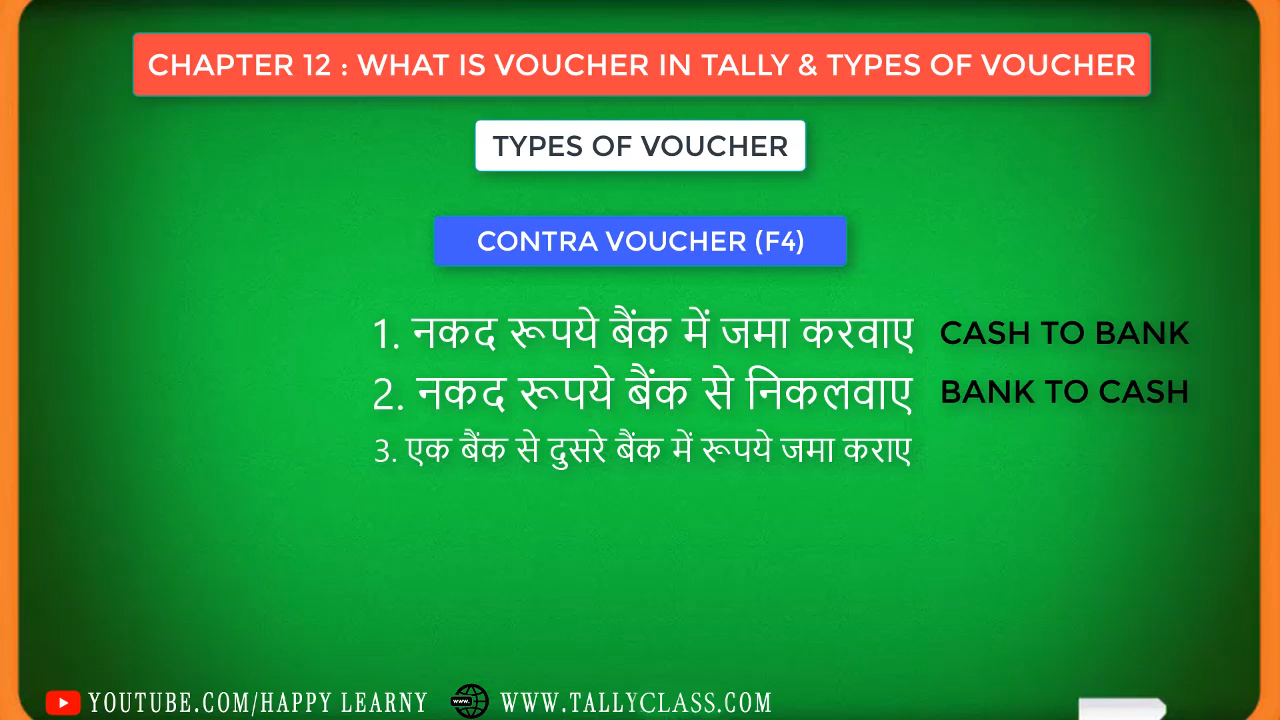 CHAPTER 12 : WHAT IS VOUCHER IN TALLY & TYPES OF VOUCHER
TYPES OF VOUCHER
CONTRA VOUCHER (F4)
1. नकद रूपये बैंक में जमा करवाए CASH TO BANK
2. नकद रूपये बैंक से निकलवाए BANK TO CASH
3. एक बैंक से दुसरे बैंक में रूपये जमा कराए
YOUTUBE.COM/HAPPY LEARNY www. WWW.TALLYCLASS.COM